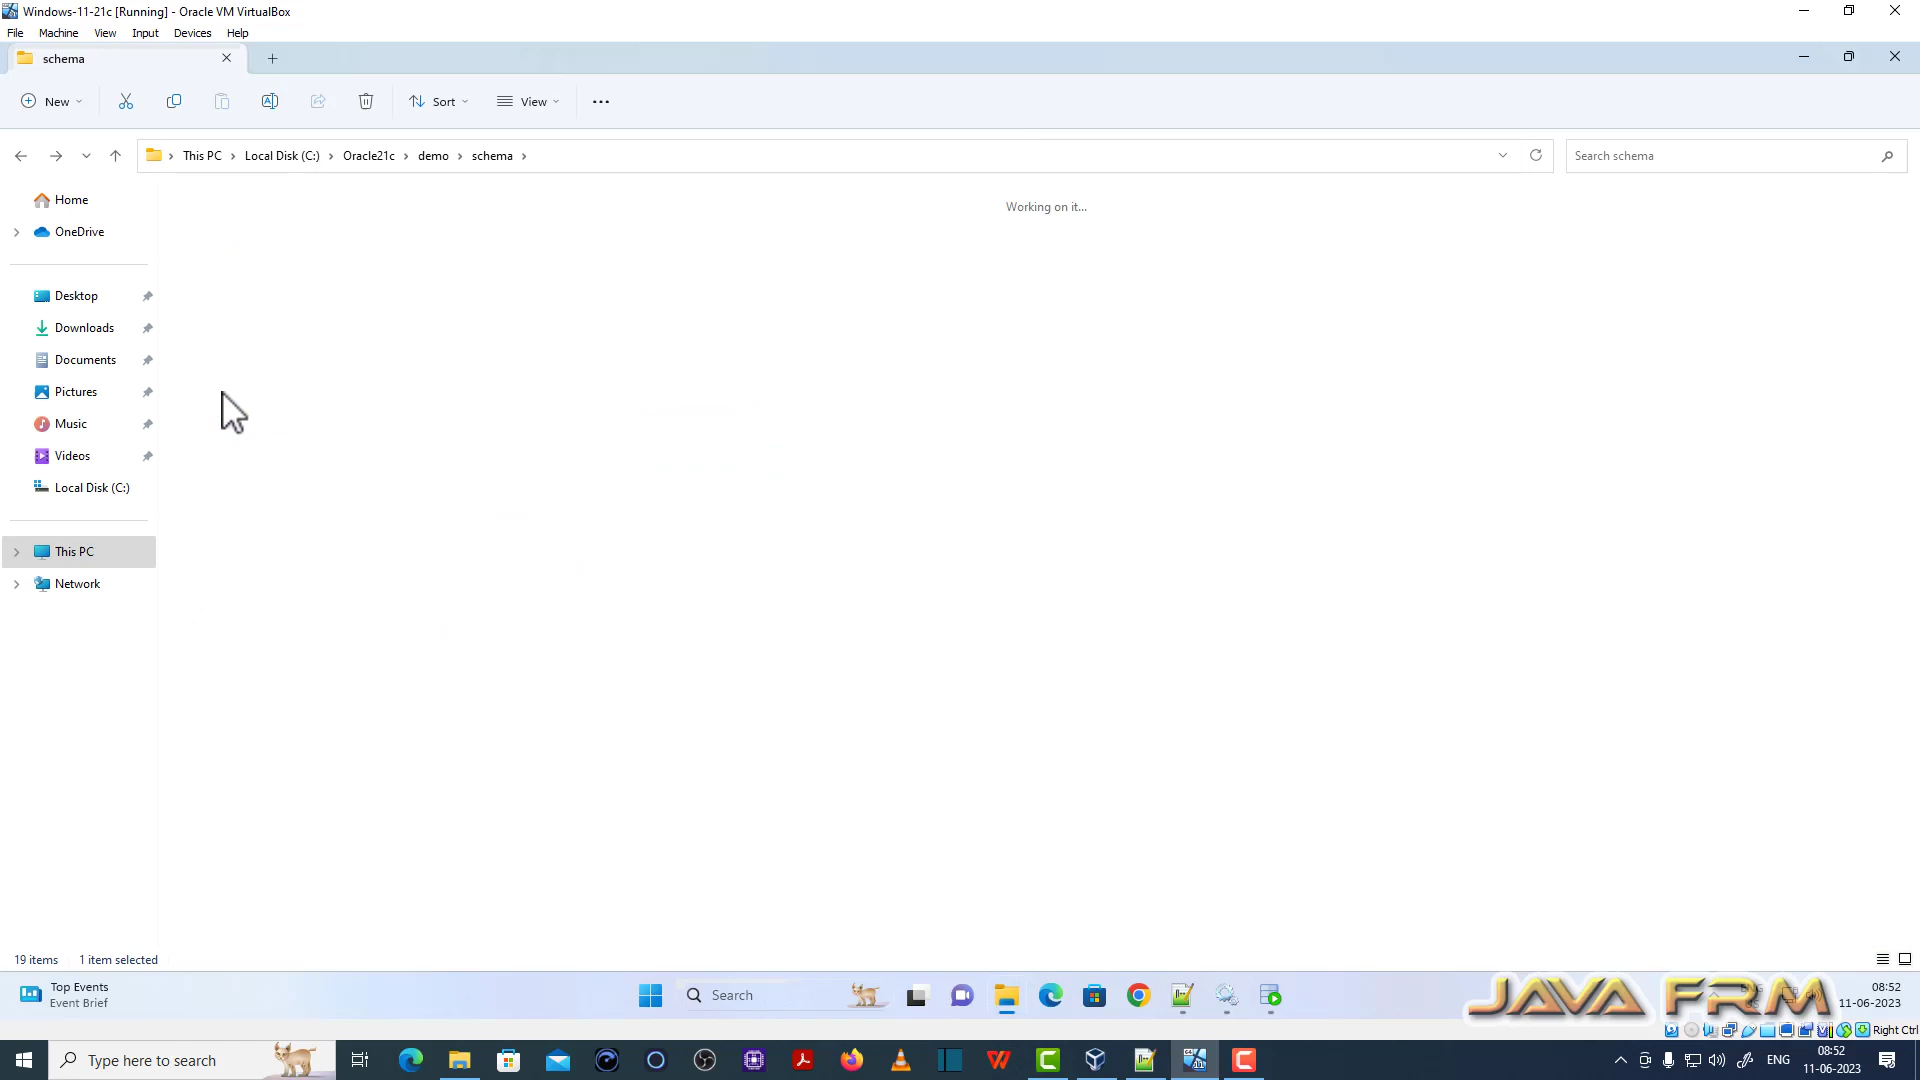 Windows-11-21c [Running] - Oracle VM VirtualBox
File Machine View Input Devices Help
schema
New Sort View
This PC Local Disk (C:) Oracle21c demo schema
Search schema
Working on it...
Home
OneDrive
Desktop
Downloads
Documents
Pictures
Music
Videos
Local Disk (C:)
This PC
Network
19 items 1 item selected
Top Events
Event Brief
Search
JAVA FRM
08:52
11-06-2023
Right Ctrl
Type here to search
ENG
08:52
11-06-2023